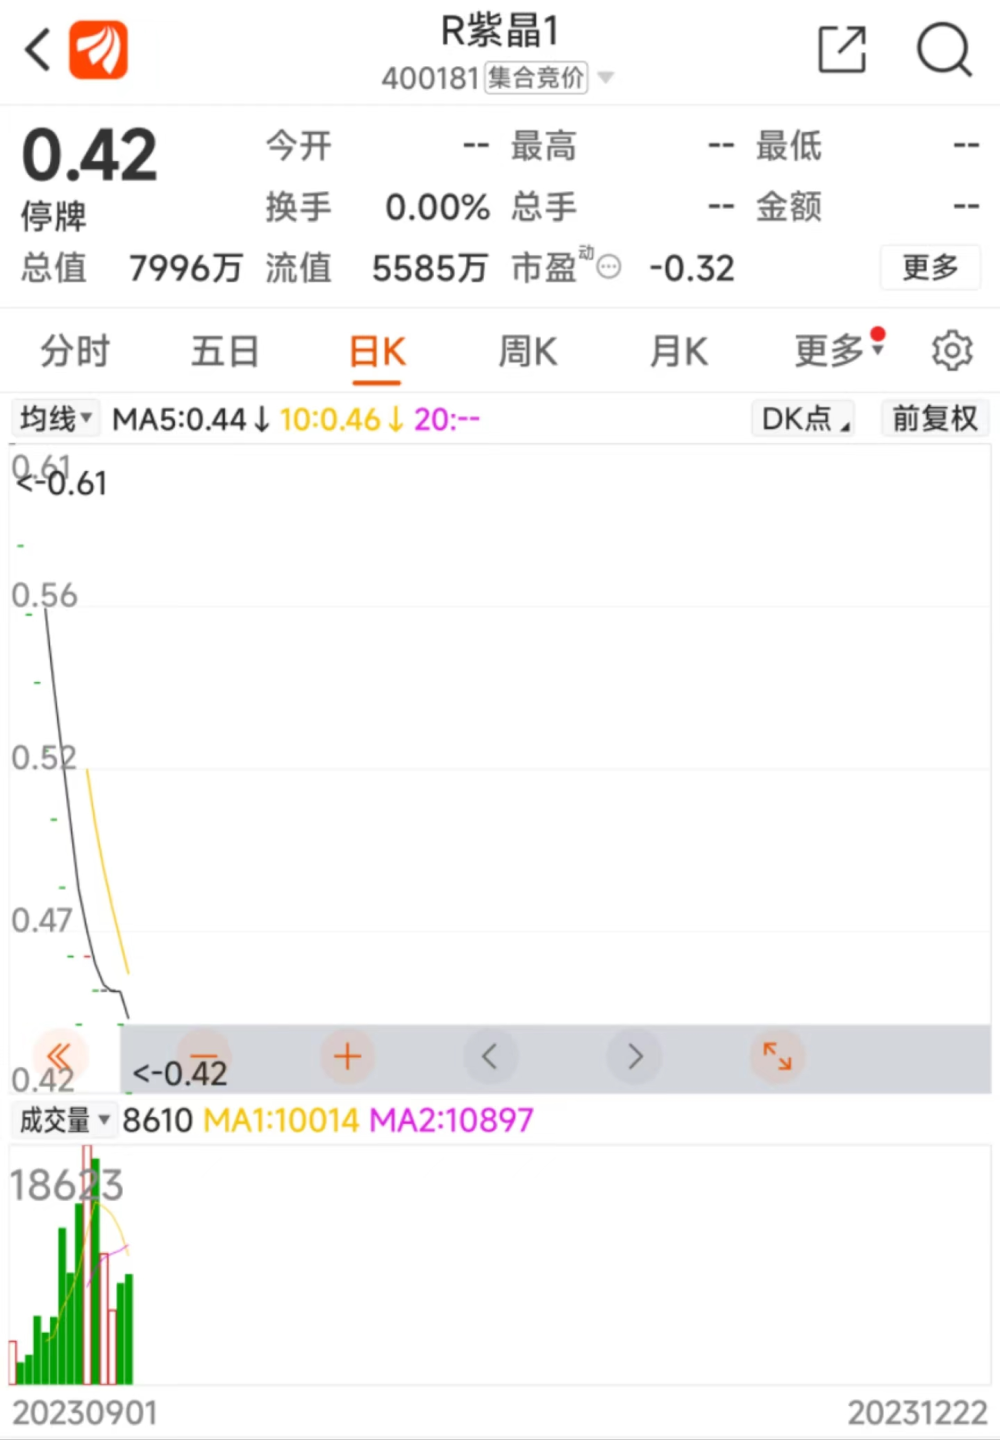 R紫晶1
400181 集合竞价
0.42 今开 -- 最高 -- 最低 --
停牌 换手 0.00% 总手 -- 金额 --
总值 7996万 流值 5585万 市盈动 -0.32 更多
分时 五日 日K 周K 月K 更多
均线 MA5:0.44↓ 10:0.46↓ 20:-- DK点 前复权
0.61
<-0.61
0.56
0.52
0.47
0.42 <-0.42
成交量 8610 MA1:10014 MA2:10897
18623
20230901 20231222